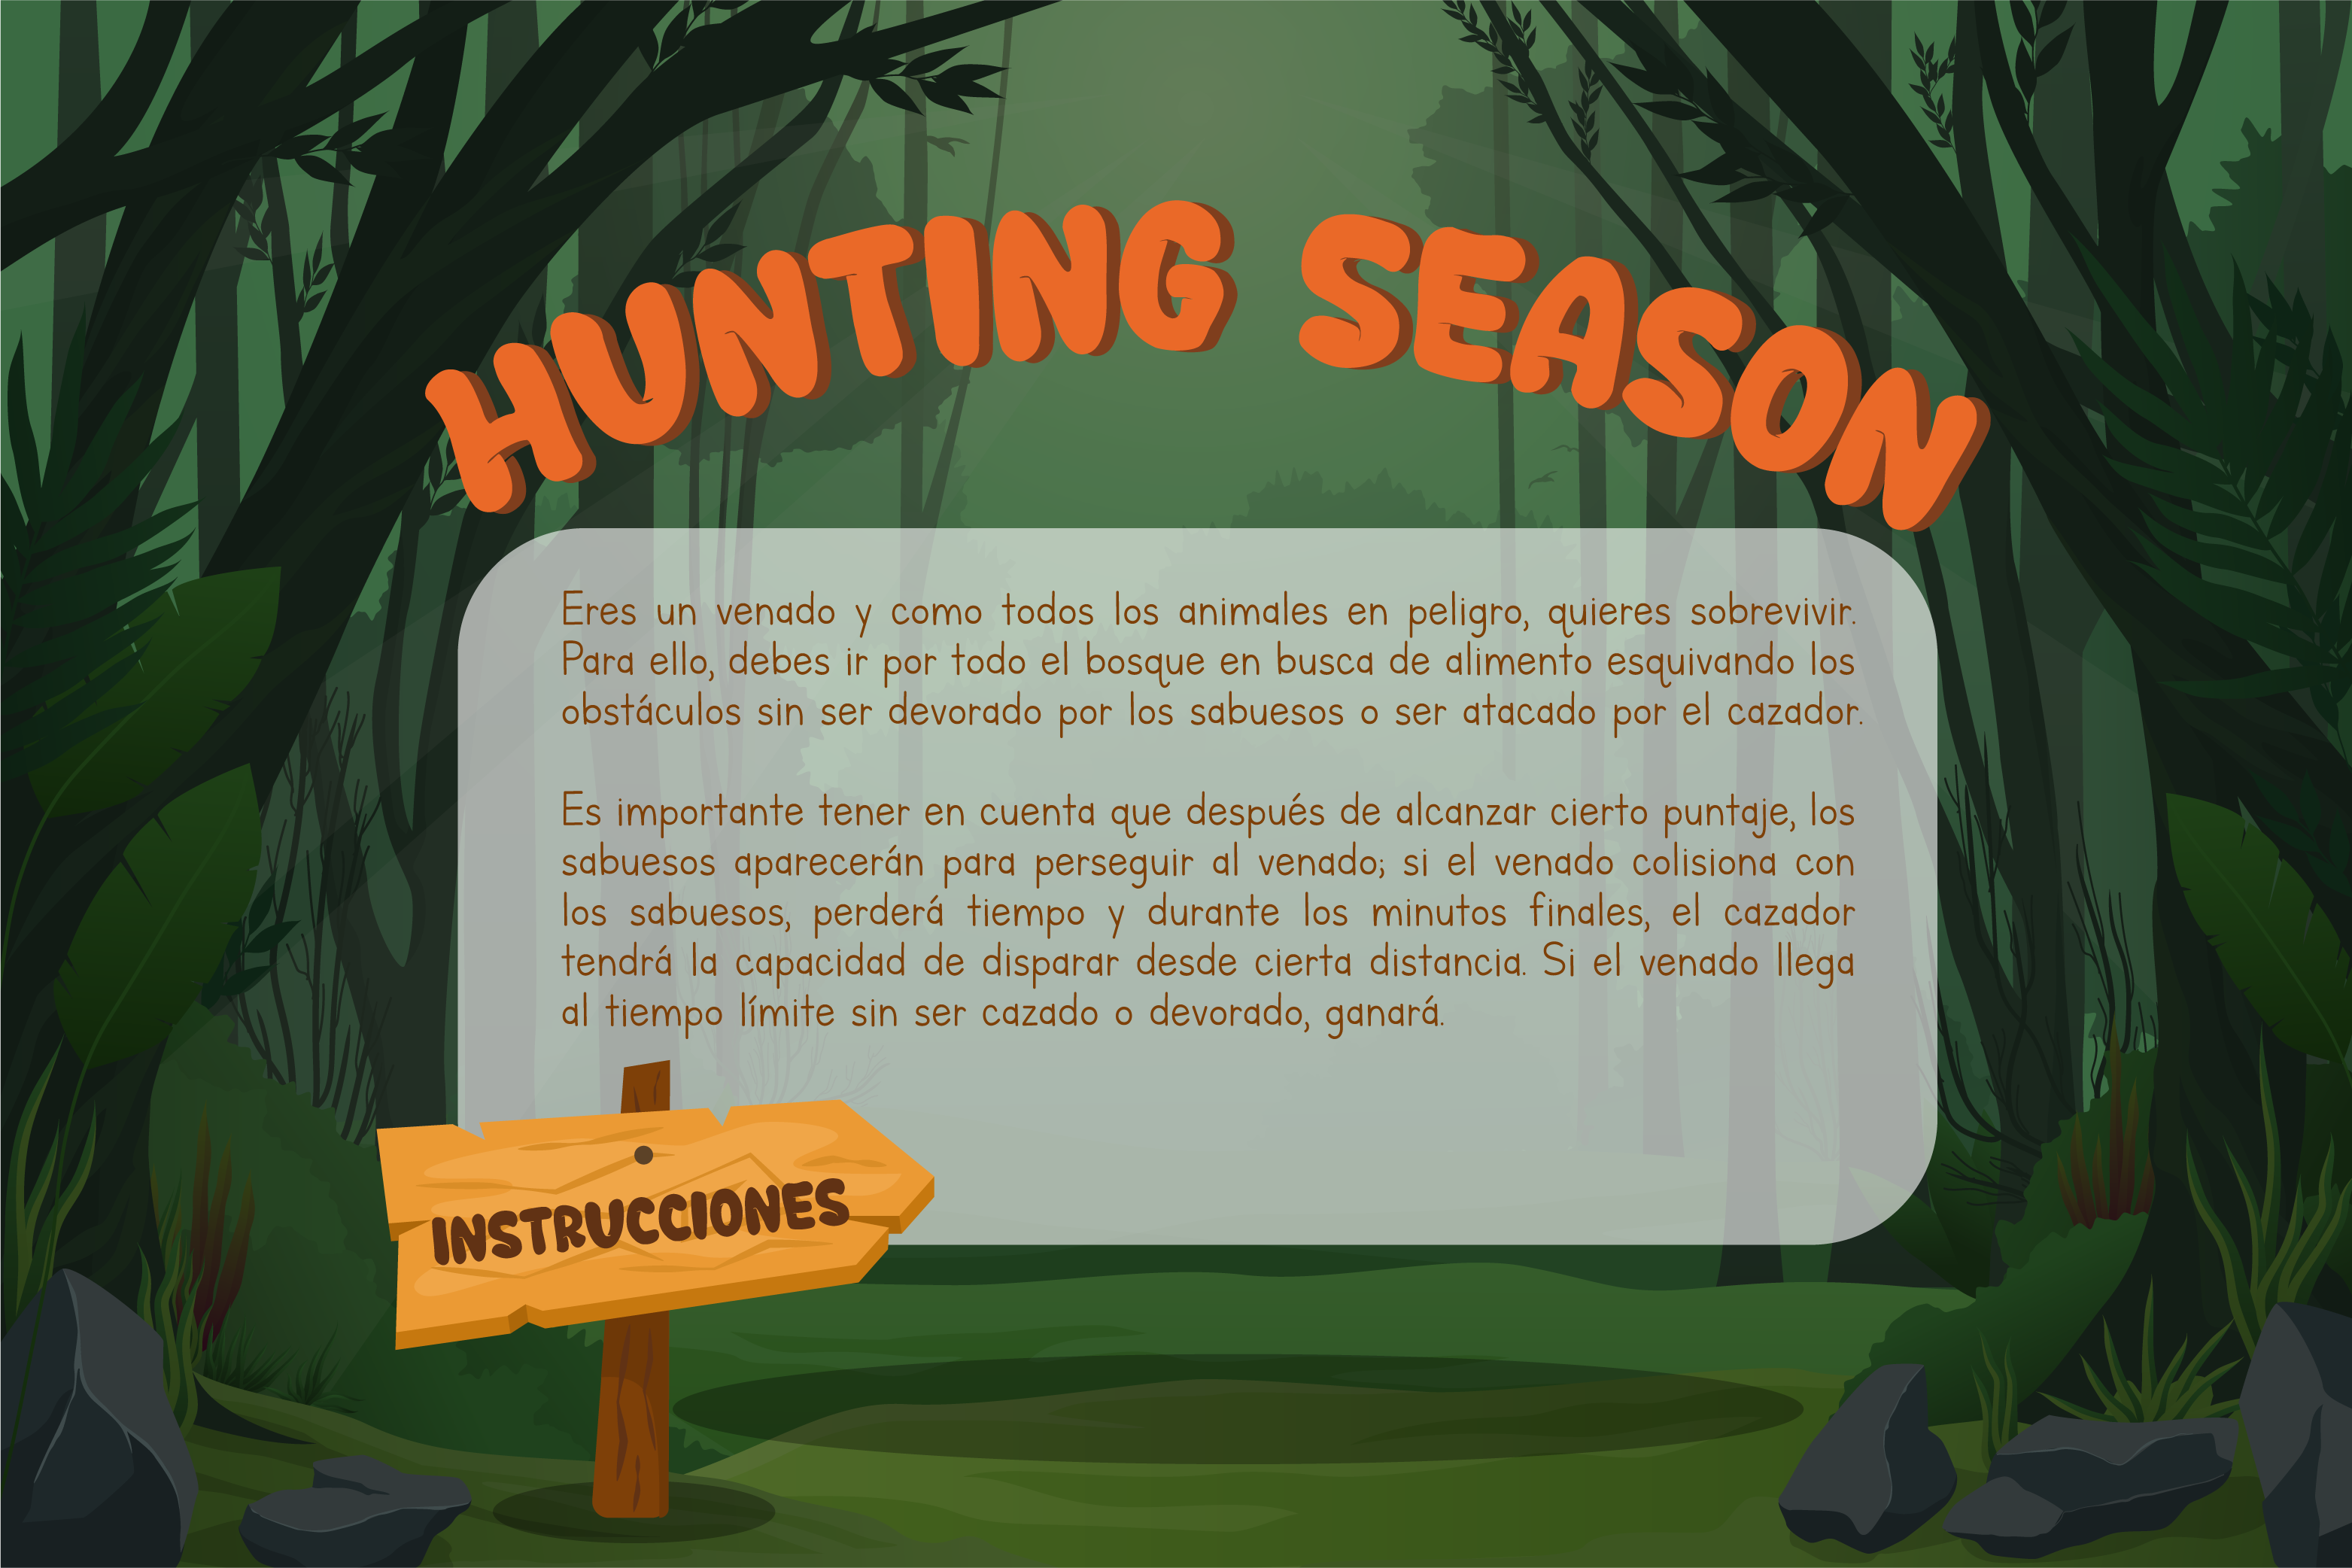 HUNTING SEASON
Eres un venado y como todos los animales en peligro, quieres sobrevivir.
Para ello, debes ir por todo el bosque en busca de alimento esquivando los
obstáculos sin ser devorado por los sabuesos o ser atacado por el cazador.
Es importante tener en cuenta que después de alcanzar cierto puntaje, los
sabuesos aparecerán para perseguir al venado; si el venado colisiona con
los sabuesos, perderá tiempo y durante los minutos finales, el cazador
tendrá la capacidad de disparar desde cierta distancia. Si el venado llega
al tiempo límite sin ser cazado o devorado, ganará.
INSTRUCCIONES